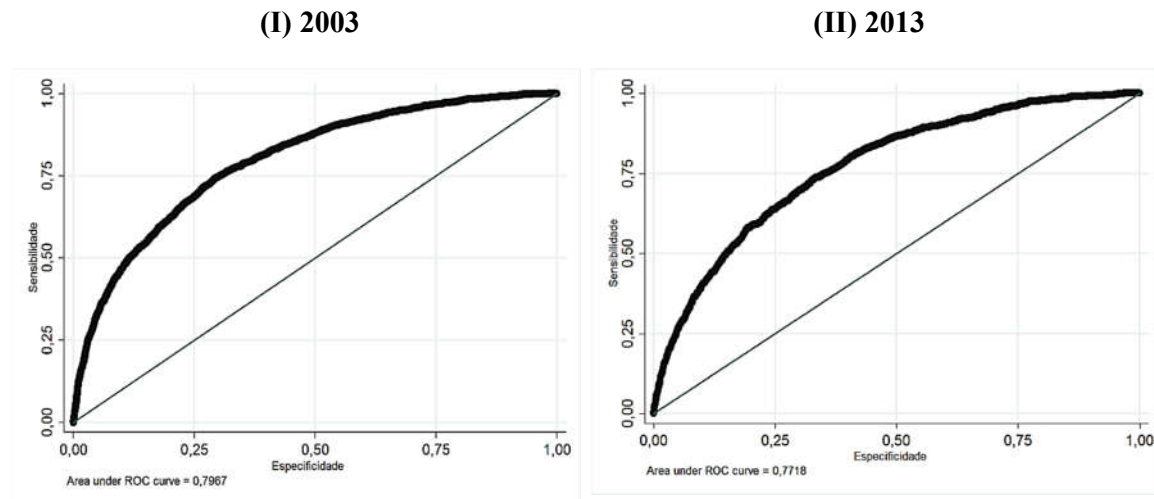 (I) 2003
(II) 2013
Sensibilidade
1,00
0,75
0,50
0,25
0,00
0,00 0,25 0,50 0,75 1,00
Especificidade
Area under ROC curve = 0,7967
Sensibilidade
1,00
0,75
0,50
0,25
0,00
0,00 0,25 0,50 0,75 1,00
Especificidade
Area under ROC curve = 0,7718